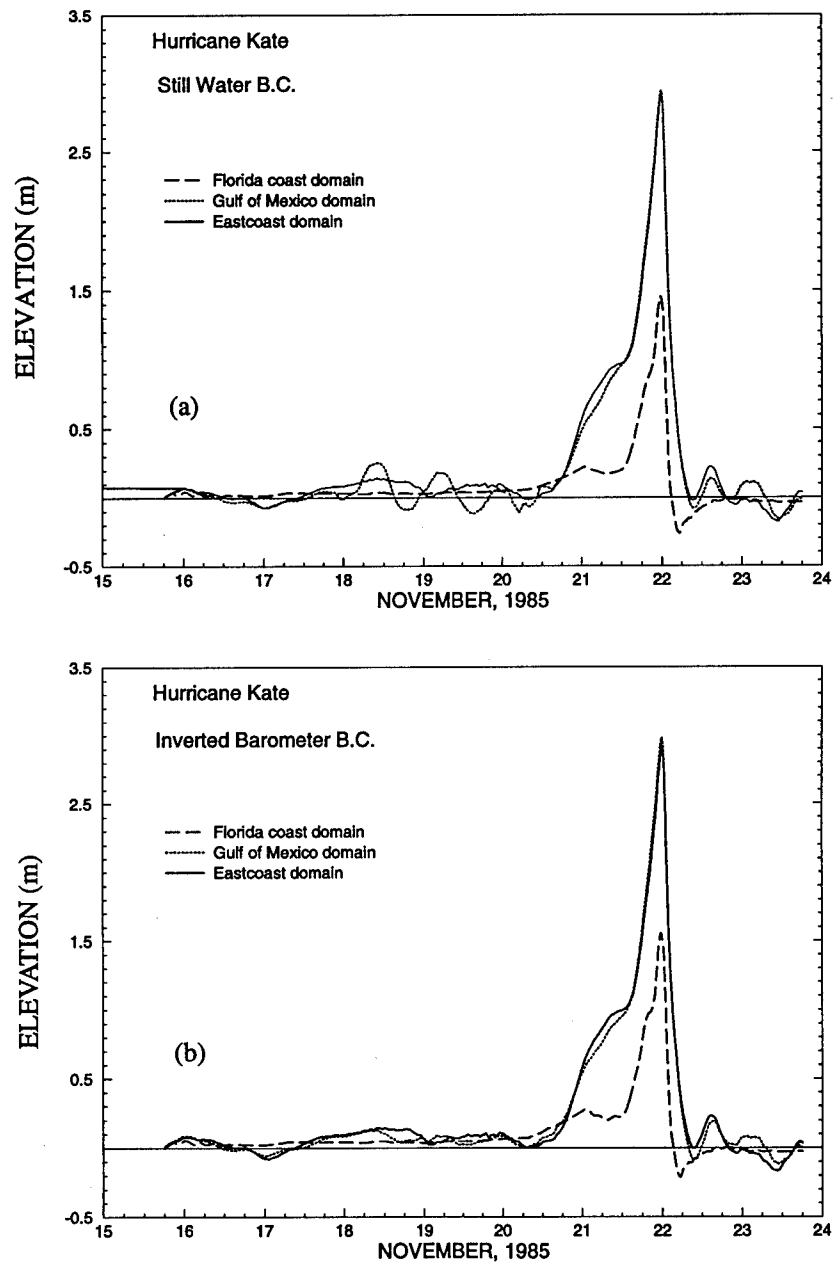 3.5
Hurricane Kate
Still Water B.C.
2.5
Florida coast domain
Gulf of Mexico domain
Eastcoast domain
ELEVATION (m)
1.5
(a)
0.5
-0.5
15 16 17 18 19 20 21 22 23 24
NOVEMBER, 1985
3.5
Hurricane Kate
Inverted Barometer B.C.
2.5
Florida coast domain
Gulf of Mexico domain
Eastcoast domain
ELEVATION (m)
1.5
(b)
0.5
-0.5
15 16 17 18 19 20 21 22 23 24
NOVEMBER, 1985